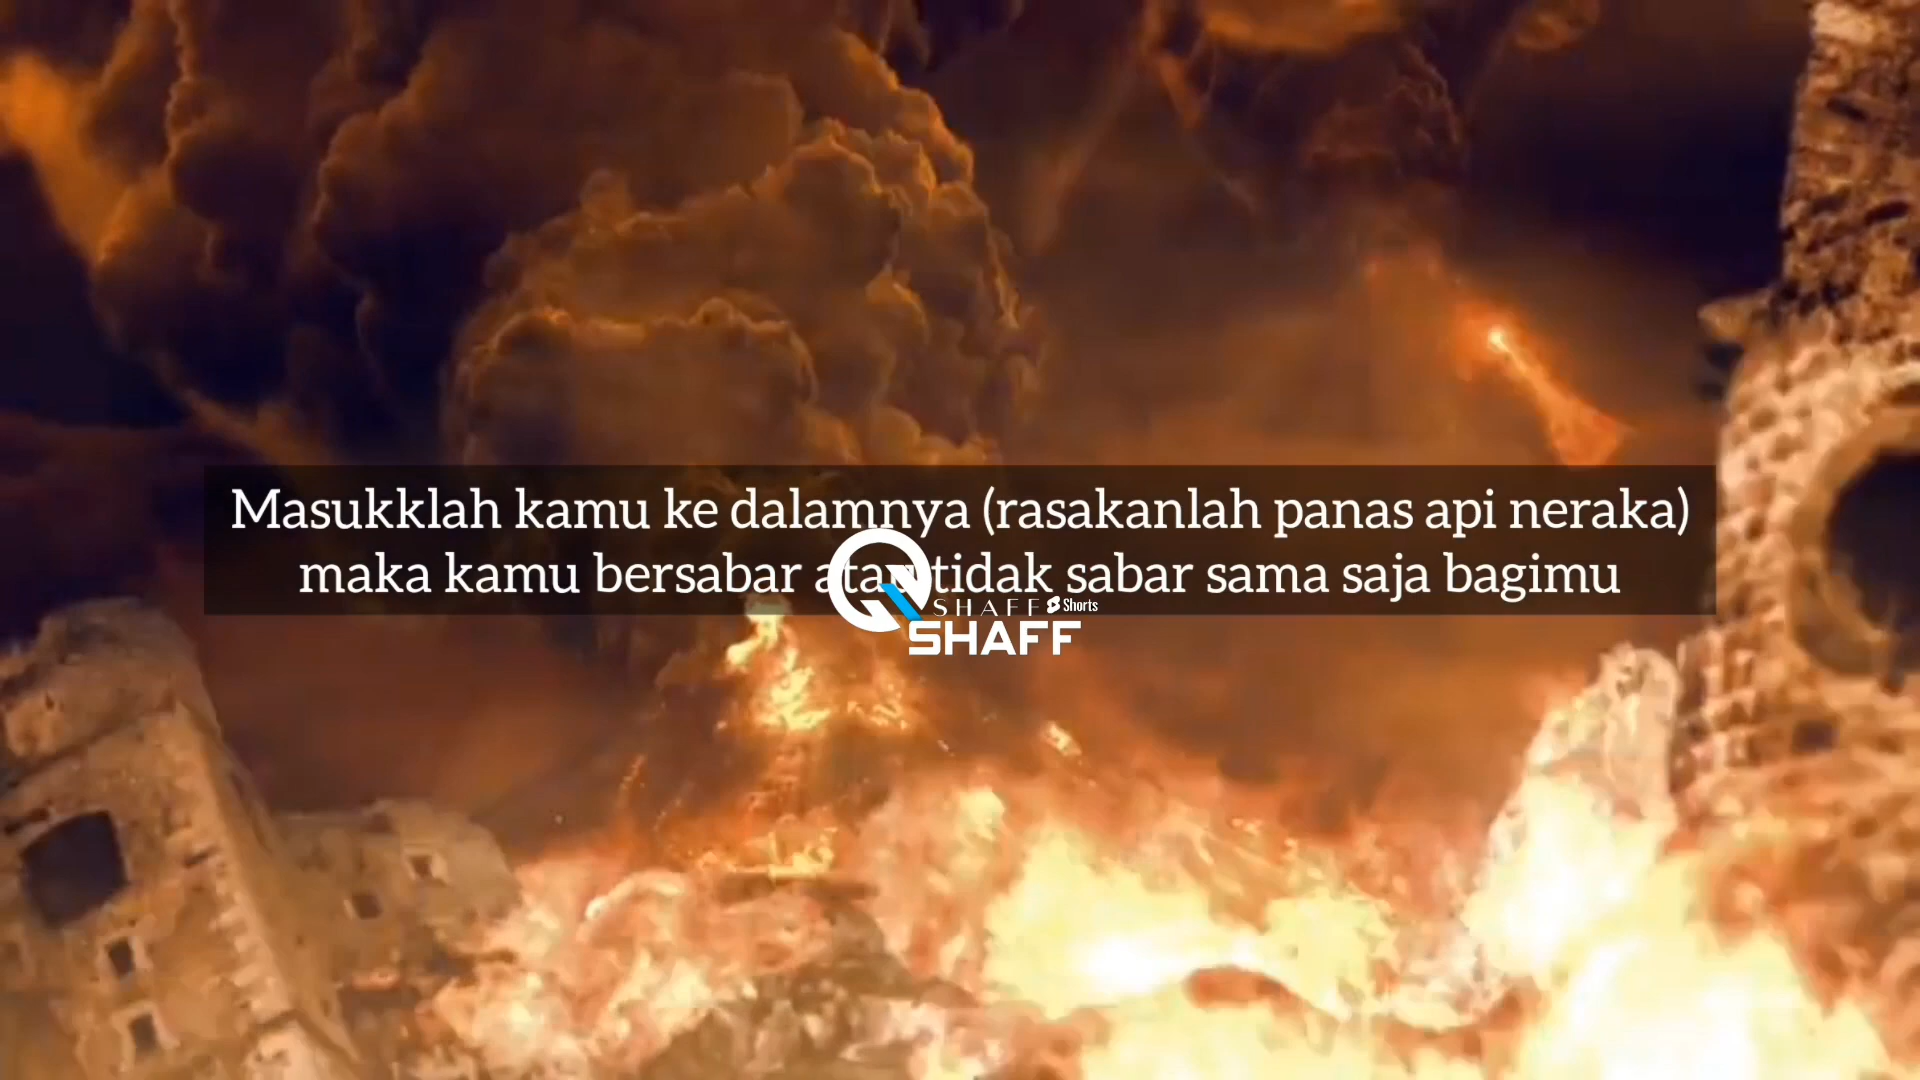 Masukklah kamu ke dalamnya (rasakanlah panas api neraka)
maka kamu bersabar atau tidak sabar sama saja bagimu
SHAFF Shorts
SHAFF